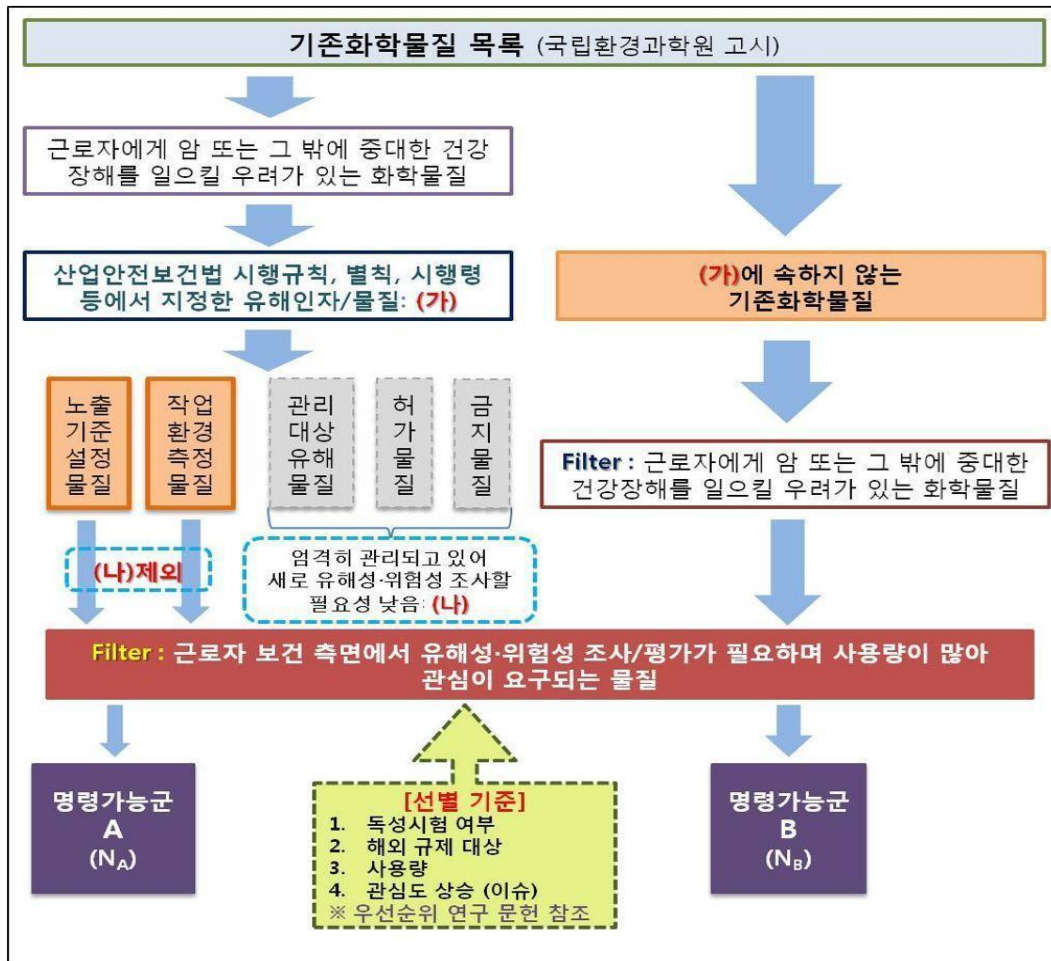 기존화학물질 목록 (국립환경과학원 고시)
근로자에게 암 또는 그 밖에 중대한 건강
장해를 일으킬 우려가 있는 화학물질
산업안전보건법 시행규칙, 별칙, 시행령
등에서 지정한 유해인자/물질: (가)
(가)에 속하지 않는
기존화학물질
노출
기준
설정
물질
작업
환경
측정
물질
관리
대상
유해
물질
허
가
물
질
금
지
물
질
Filter : 근로자에게 암 또는 그 밖에 중대한
건강장해를 일으킬 우려가 있는 화학물질
(나)제외
엄격히 관리되고 있어
새로 유해성·위험성 조사할
필요성 낮음: (나)
Filter : 근로자 보건 측면에서 유해성·위험성 조사/평가가 필요하며 사용량이 많아
관심이 요구되는 물질
명령가능군
A
(N_A)
[선별 기준]
1. 독성시험 여부
2. 해외 규제 대상
3. 사용량
4. 관심도 상승 (이슈)
※ 우선순위 연구 문헌 참조
명령가능군
B
(N_B)